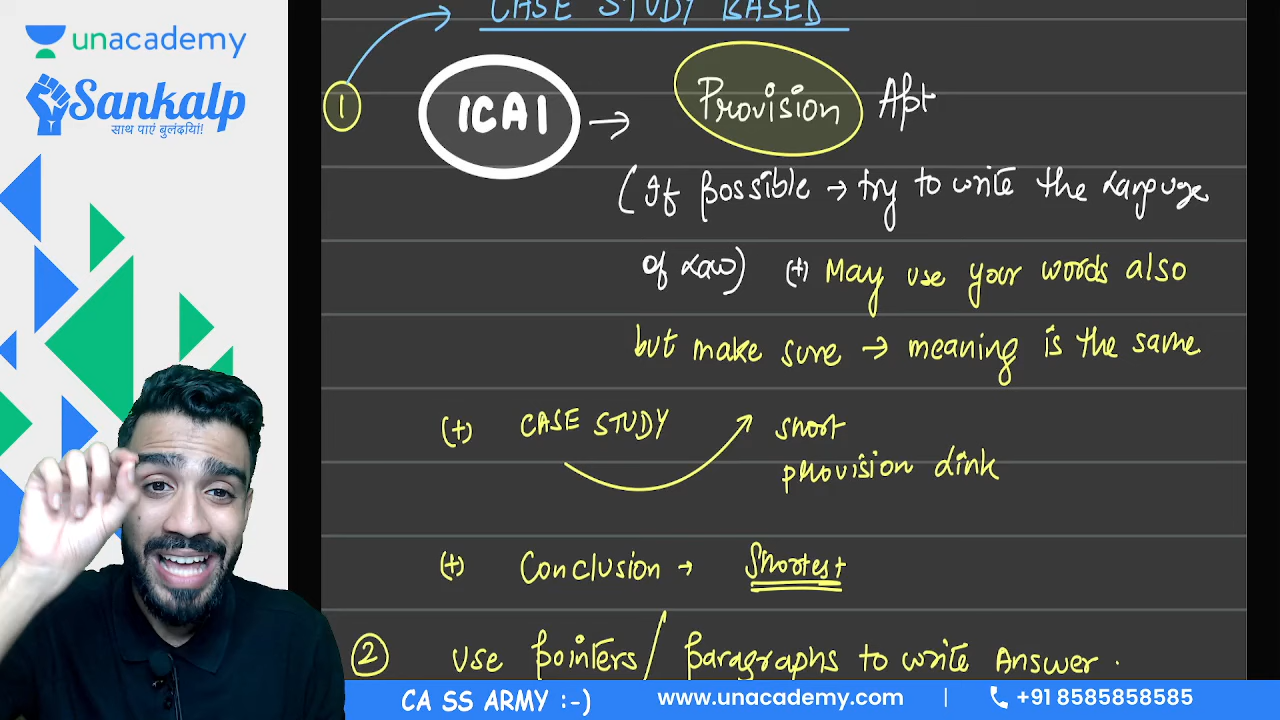 unacademy
Sankalp
साथ पाएं बुलंदियां!
CASE STUDY BASED
1 ICAI → Provision Apt
(If possible → try to write the Language
of Law) (+) May use your words also
but make sure → meaning is the same
(+) CASE STUDY short
provision Link
(+) Conclusion → Shortest
2 Use pointers / Paragraphs to write Answer.
CA SS ARMY :-) www.unacademy.com | +91 8585858585